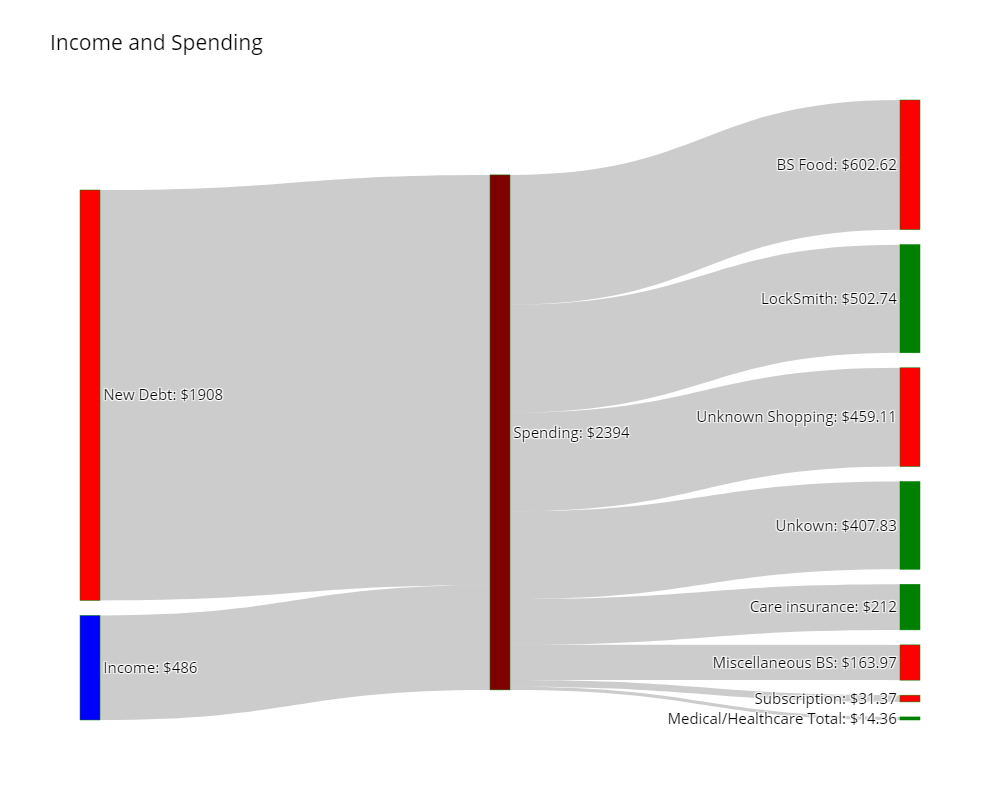 Income and Spending
BS Food: $602.62
LockSmith: $502.74
New Debt: $1908
Unknown Shopping: $459.11
Spending: $2394
Unkown: $407.83
Care insurance: $212
Miscellaneous BS: $163.97
Income: $486
Subscription: $31.37
Medical/Healthcare Total: $14.36